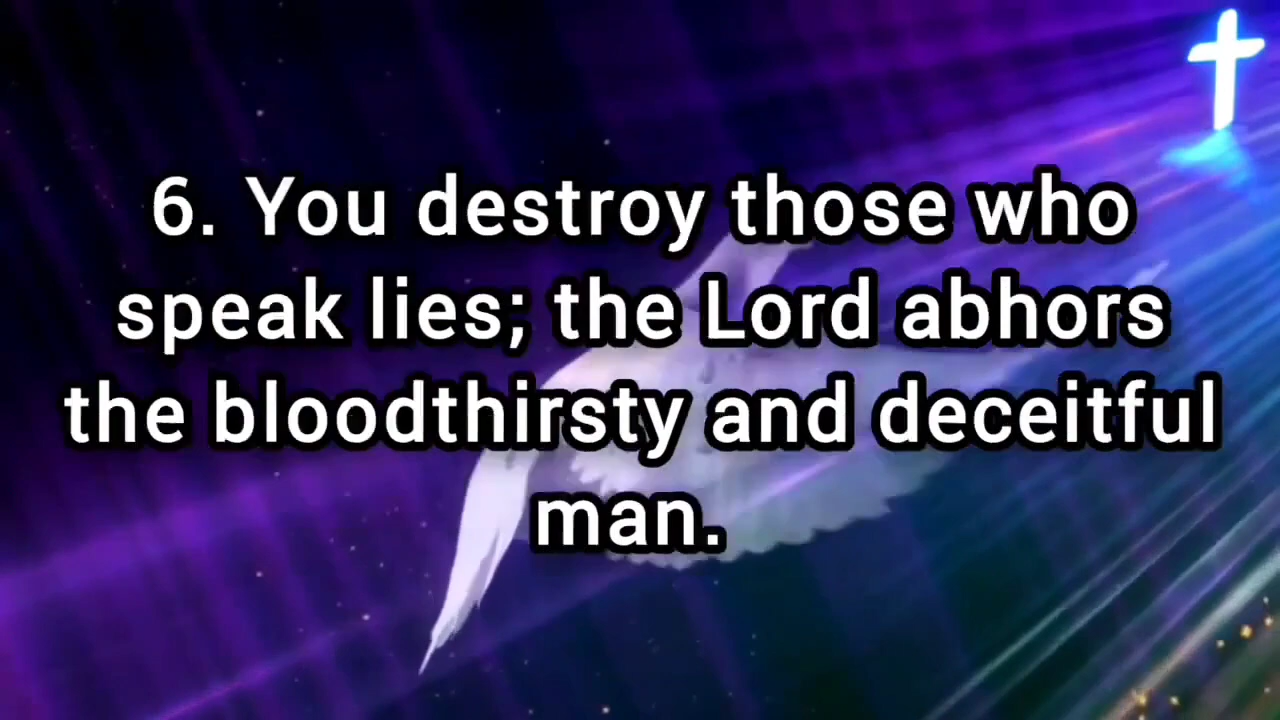 6. You destroy those who
speak lies; the Lord abhors
the bloodthirsty and deceitful
man.